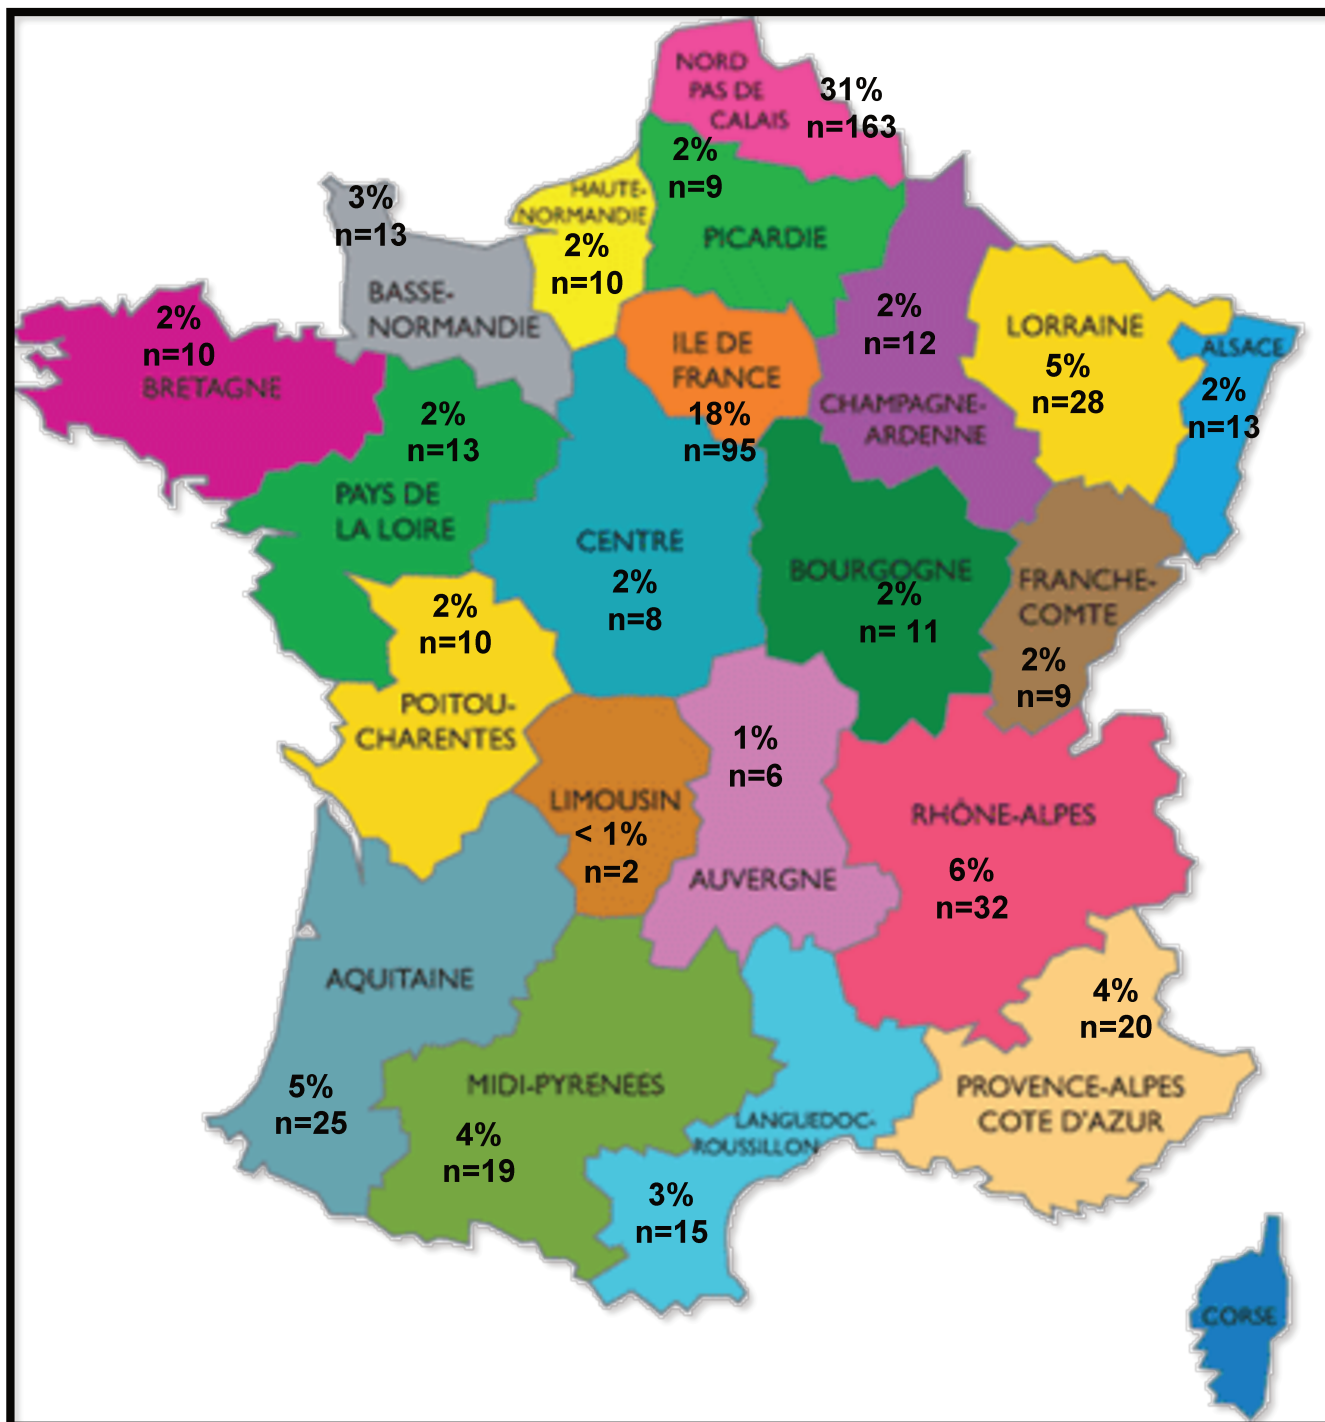 NORD
PAS DE
CALAIS
31%
n=163
2%
n=9
PICARDIE
HAUTE-
NORMANDIE
2%
n=10
3%
n=13
BASSE-
NORMANDIE
2%
n=10
BRETAGNE
ILE DE
FRANCE
18%
n=95
2%
n=12
CHAMPAGNE-
ARDENNE
LORRAINE
5%
n=28
ALSACE
2%
n=13
2%
n=13
PAYS DE
LA LOIRE
CENTRE
2%
n=8
BOURGOGNE
2%
n= 11
FRANCHE-
COMTE
2%
n=9
2%
n=10
POITOU-
CHARENTES
LIMOUSIN
< 1%
n=2
1%
n=6
AUVERGNE
RHÔNE-ALPES
6%
n=32
AQUITAINE
5%
n=25
MIDI-PYRENEES
4%
n=19
LANGUEDOC-
ROUSSILLON
3%
n=15
4%
n=20
PROVENCE-ALPES
COTE D'AZUR
CORSE